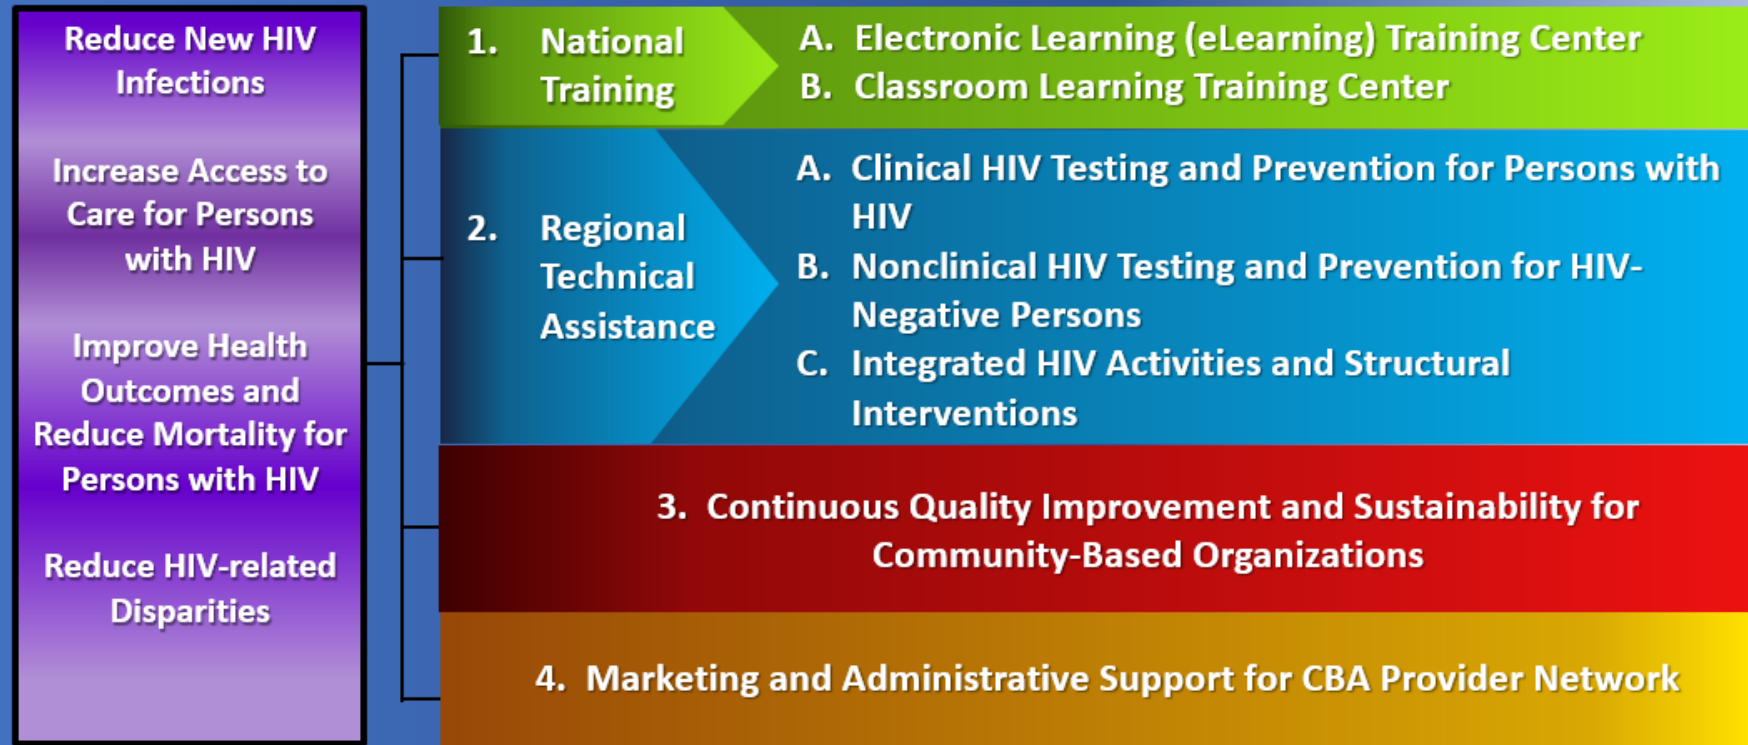 Reduce New HIV
Infections
Increase Access to
Care for Persons
with HIV
Improve Health
Outcomes and
Reduce Mortality for
Persons with HIV
Reduce HIV-related
Disparities
1. National
Training
A. Electronic Learning (eLearning) Training Center
B. Classroom Learning Training Center
2. Regional
Technical
Assistance
A. Clinical HIV Testing and Prevention for Persons with
HIV
B. Nonclinical HIV Testing and Prevention for HIV-
Negative Persons
C. Integrated HIV Activities and Structural
Interventions
3. Continuous Quality Improvement and Sustainability for
Community-Based Organizations
4. Marketing and Administrative Support for CBA Provider Network